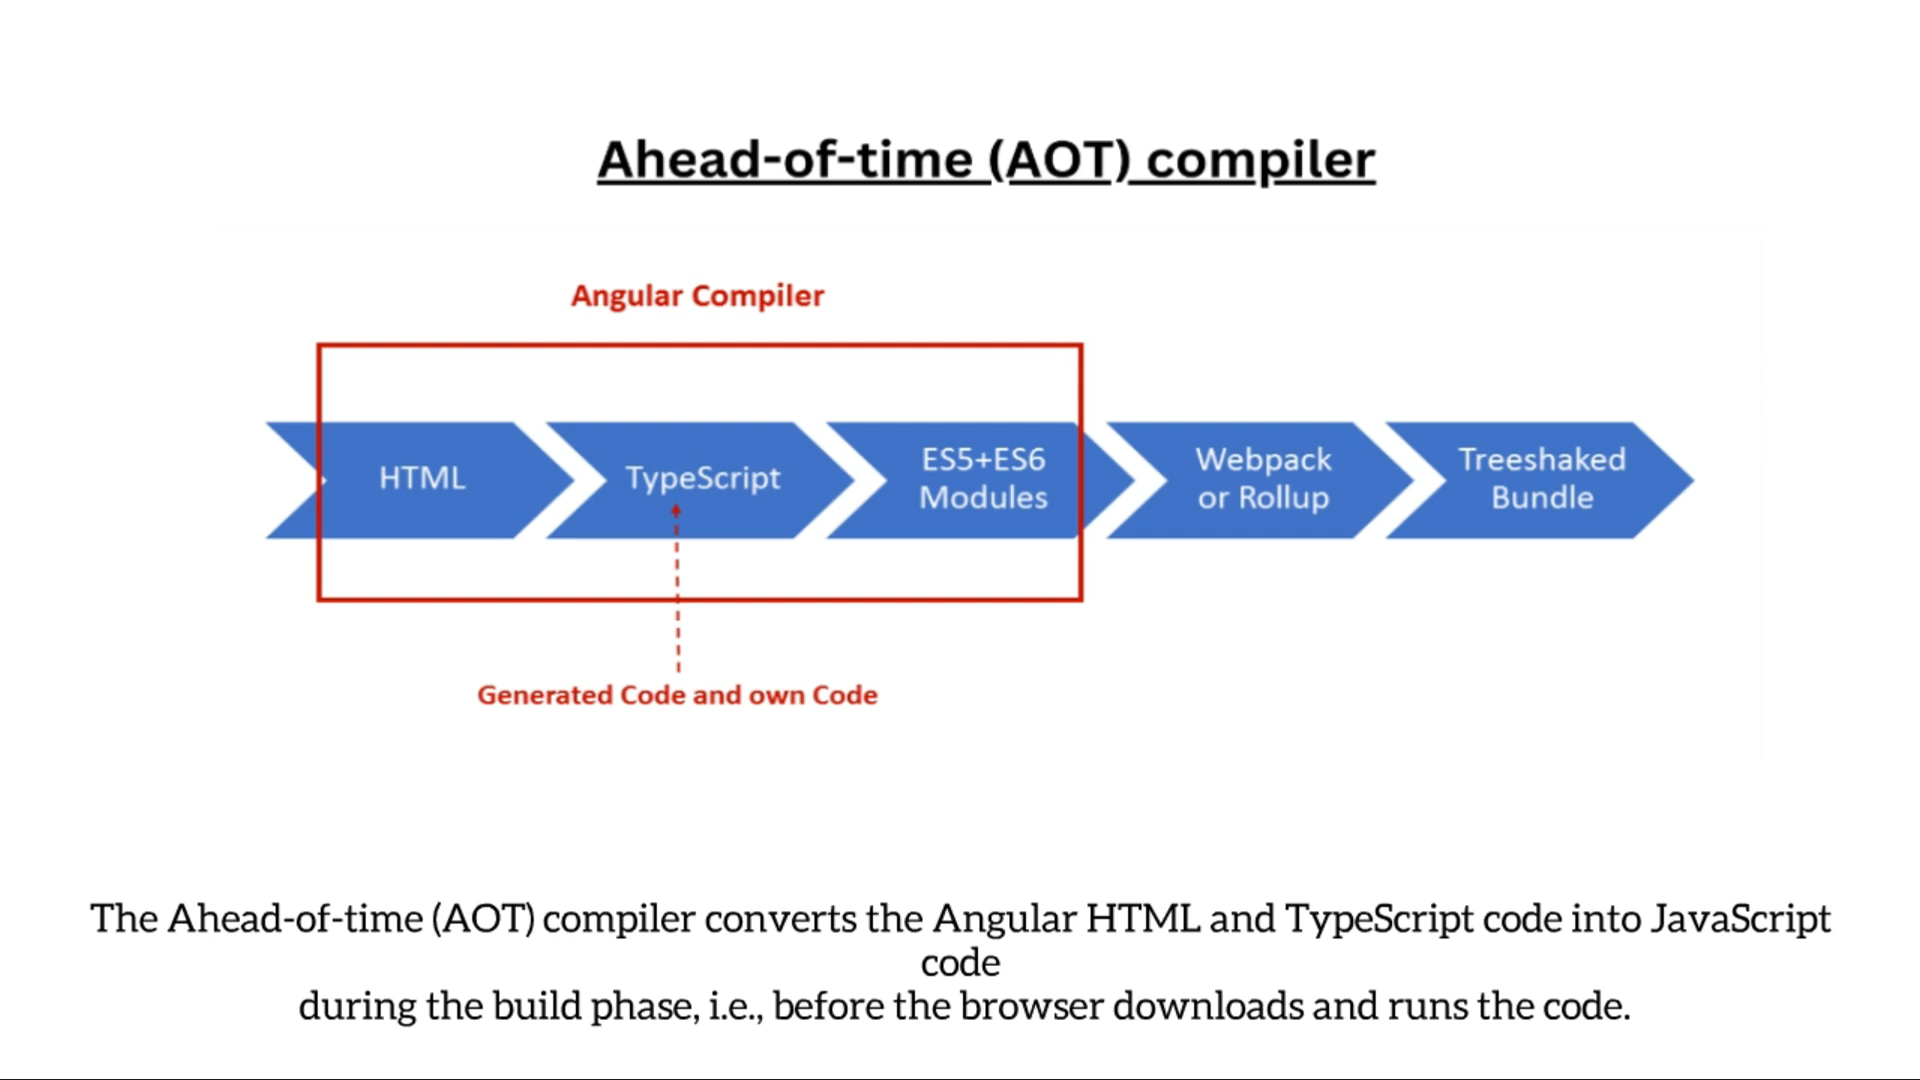 Ahead-of-time (AOT) compiler
Angular Compiler
HTML
TypeScript
ES5+ES6
Modules
Webpack
or Rollup
Treeshaked
Bundle
Generated Code and own Code
The Ahead-of-time (AOT) compiler converts the Angular HTML and TypeScript code into JavaScript
code
during the build phase, i.e., before the browser downloads and runs the code.